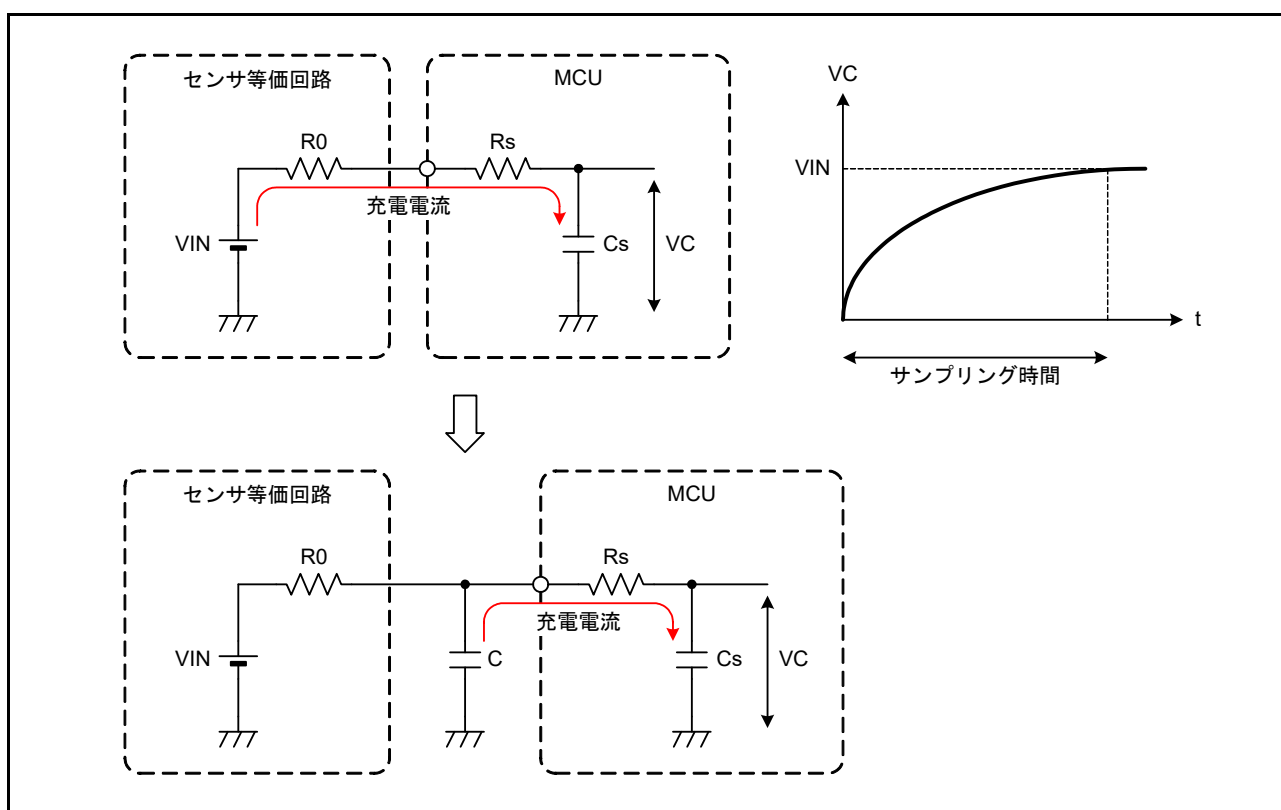 センサ等価回路
MCU
R0
Rs
充電電流
VIN
Cs
VC
VC
VIN
t
サンプリング時間
センサ等価回路
MCU
R0
Rs
充電電流
VIN
C
Cs
VC